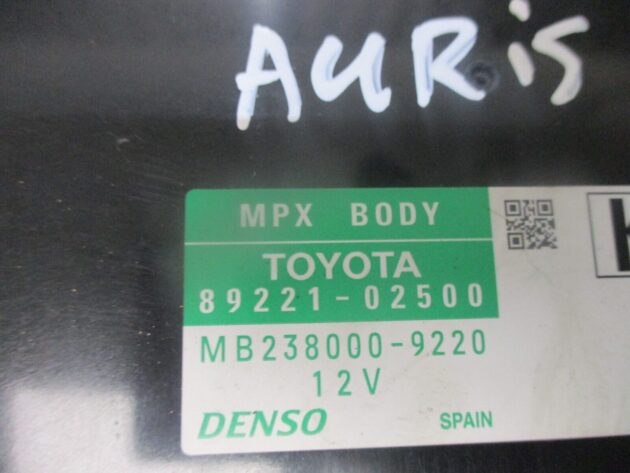 AURiS
MPX BODY
TOYOTA
89221-02500
MB238000-9220
12V
DENSO SPAIN